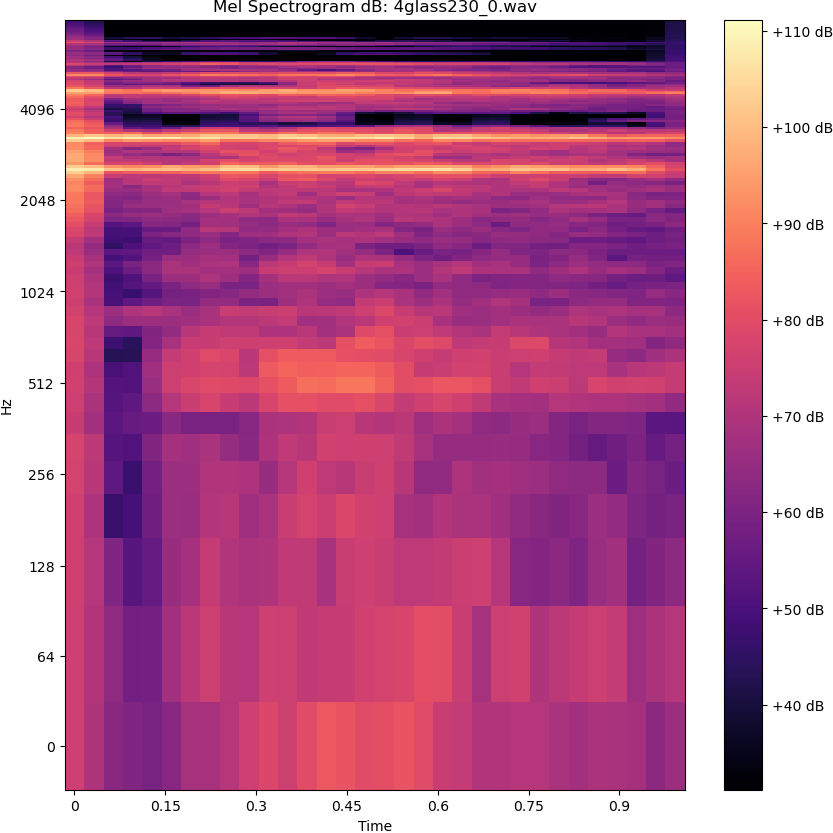 Mel Spectrogram dB: 4glass230_0.wav
+110 dB
4096
+100 dB
2048
+90 dB
1024
+80 dB
512
Hz
+70 dB
256
+60 dB
128
+50 dB
64
+40 dB
0
0 0.15 0.3 0.45 0.6 0.75 0.9
Time